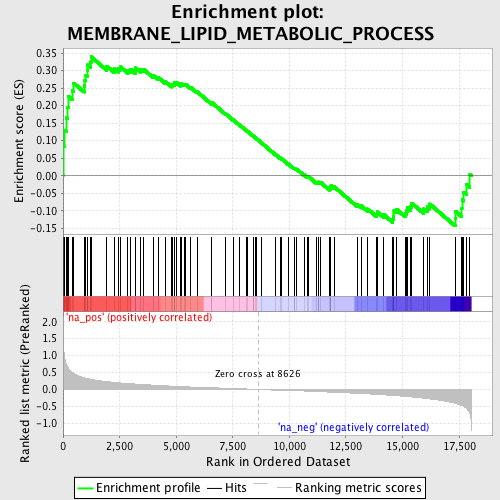 Enrichment plot:
MEMBRANE_LIPID_METABOLIC_PROCESS
Enrichment score (ES)
0.35
0.30
0.25
0.20
0.15
0.10
0.05
0.00
-0.05
-0.10
-0.15
Ranked list metric (PreRanked)
'na_pos' (positively correlated)
2.0
1.5
1.0
0.5
0.0
-0.5
-1.0
Zero cross at 8626
'na_neg' (negatively correlated)
0 2,500 5,000 7,500 10,000 12,500 15,000 17,500
Rank in Ordered Dataset
Enrichment profile Hits Ranking metric scores